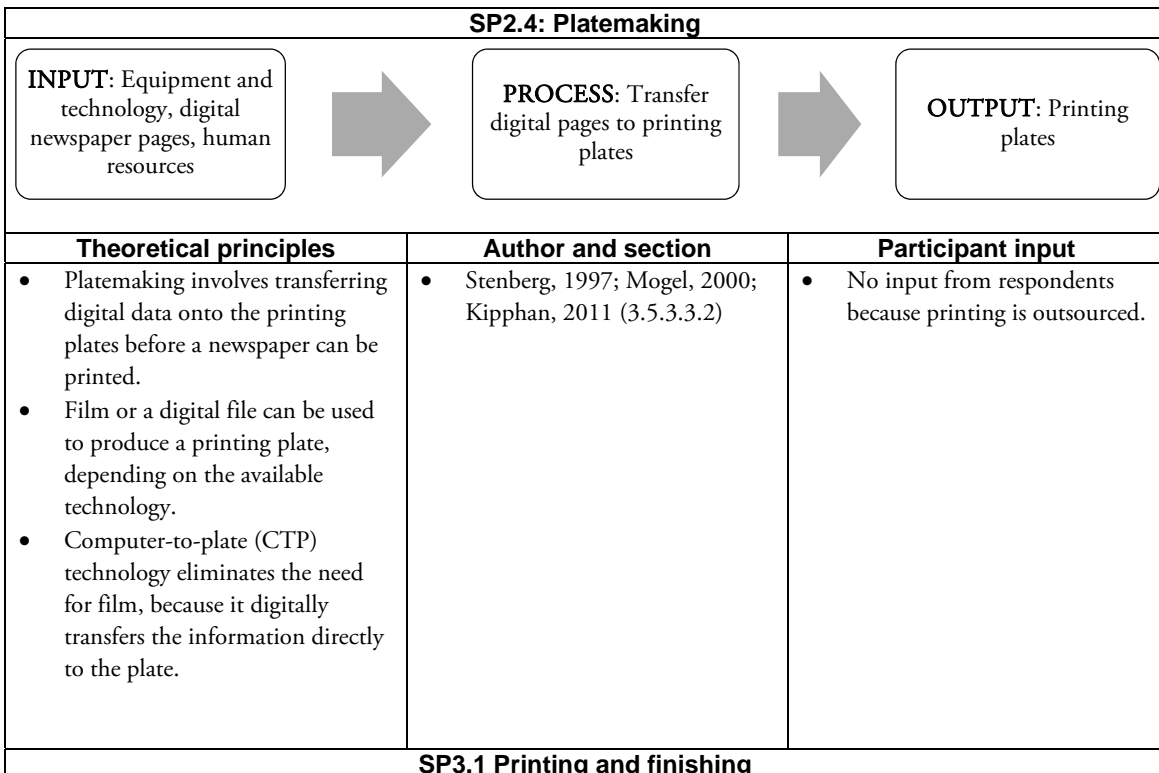 SP2.4: Platemaking
INPUT: Equipment and
technology, digital
newspaper pages, human
resources
PROCESS: Transfer
digital pages to printing
plates
OUTPUT: Printing
plates
Theoretical principles
• Platemaking involves transferring
digital data onto the printing
plates before a newspaper can be
printed.
• Film or a digital file can be used
to produce a printing plate,
depending on the available
technology.
• Computer-to-plate (CTP)
technology eliminates the need
for film, because it digitally
transfers the information directly
to the plate.
Author and section
• Stenberg, 1997; Mogel, 2000;
Kipphan, 2011 (3.5.3.3.2)
Participant input
• No input from respondents
because printing is outsourced.
SP3.1 Printing and finishing